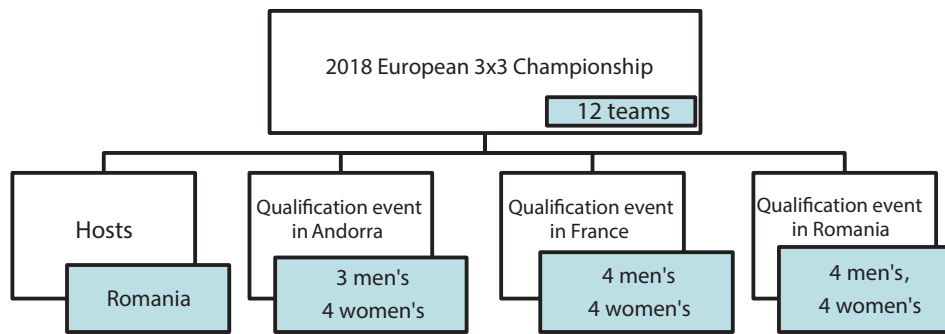 2018 European 3x3 Championship
12 teams
Hosts
Romania
Qualification event
in Andorra
3 men's
4 women's
Qualification event
in France
4 men's
4 women's
Qualification event
in Romania
4 men's,
4 women's